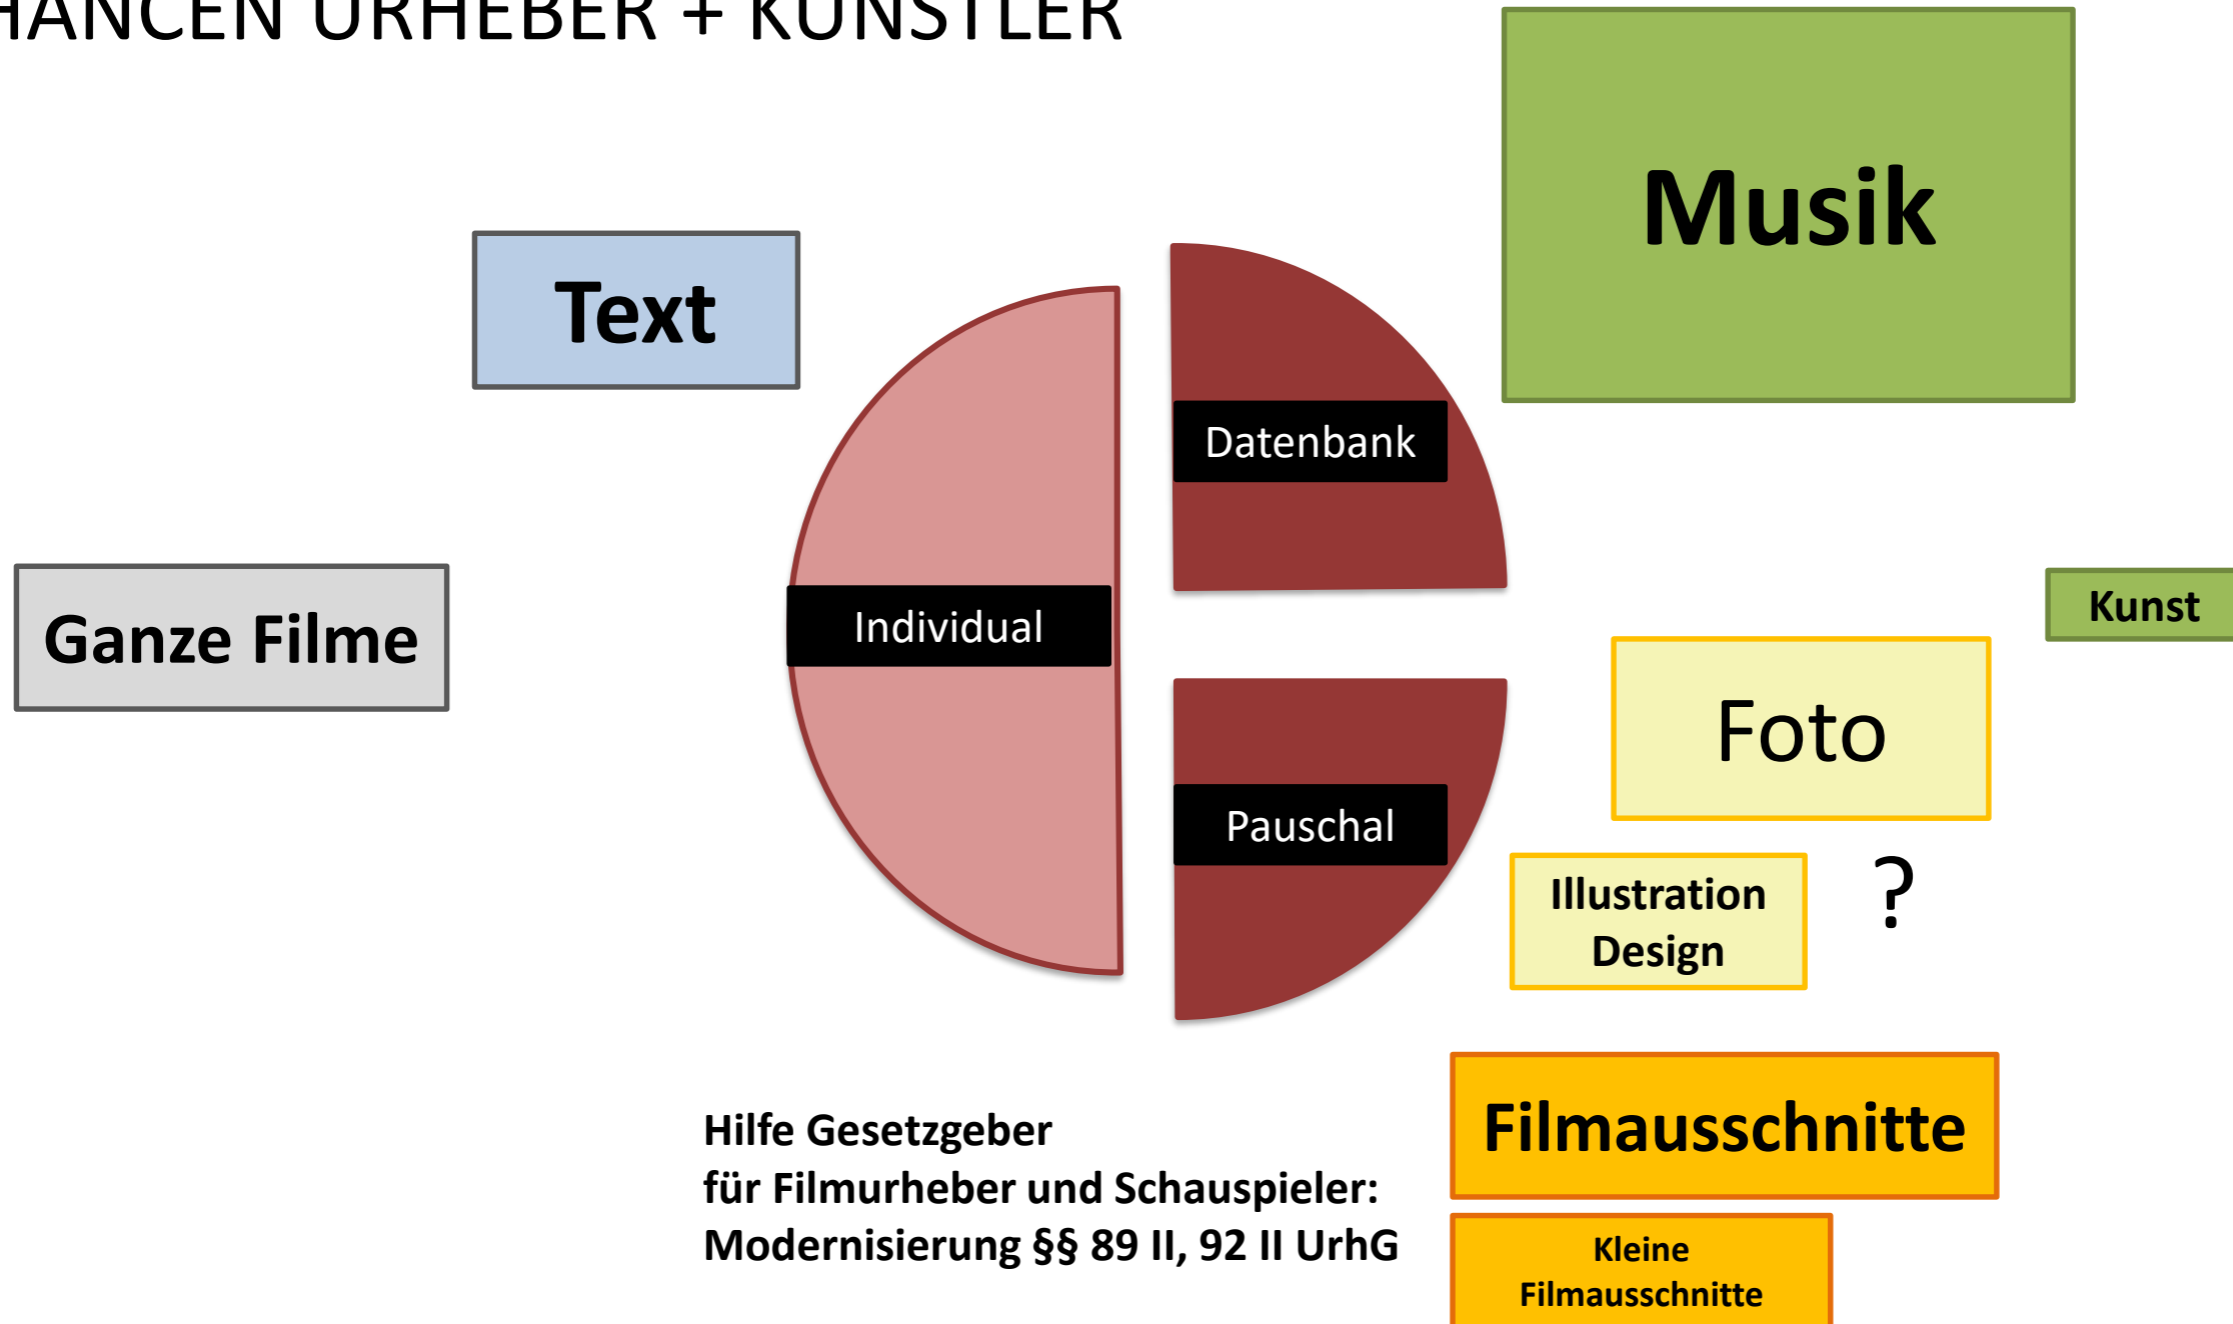 HANCEN URHEBER + KÜNSTLER
Musik
Text
Datenbank
Kunst
Ganze Filme
Individual
Foto
Pauschal
Illustration
Design
?
Filmausschnitte
Hilfe Gesetzgeber
für Filmurheber und Schauspieler:
Modernisierung §§ 89 II, 92 II UrhG
Kleine
Filmausschnitte